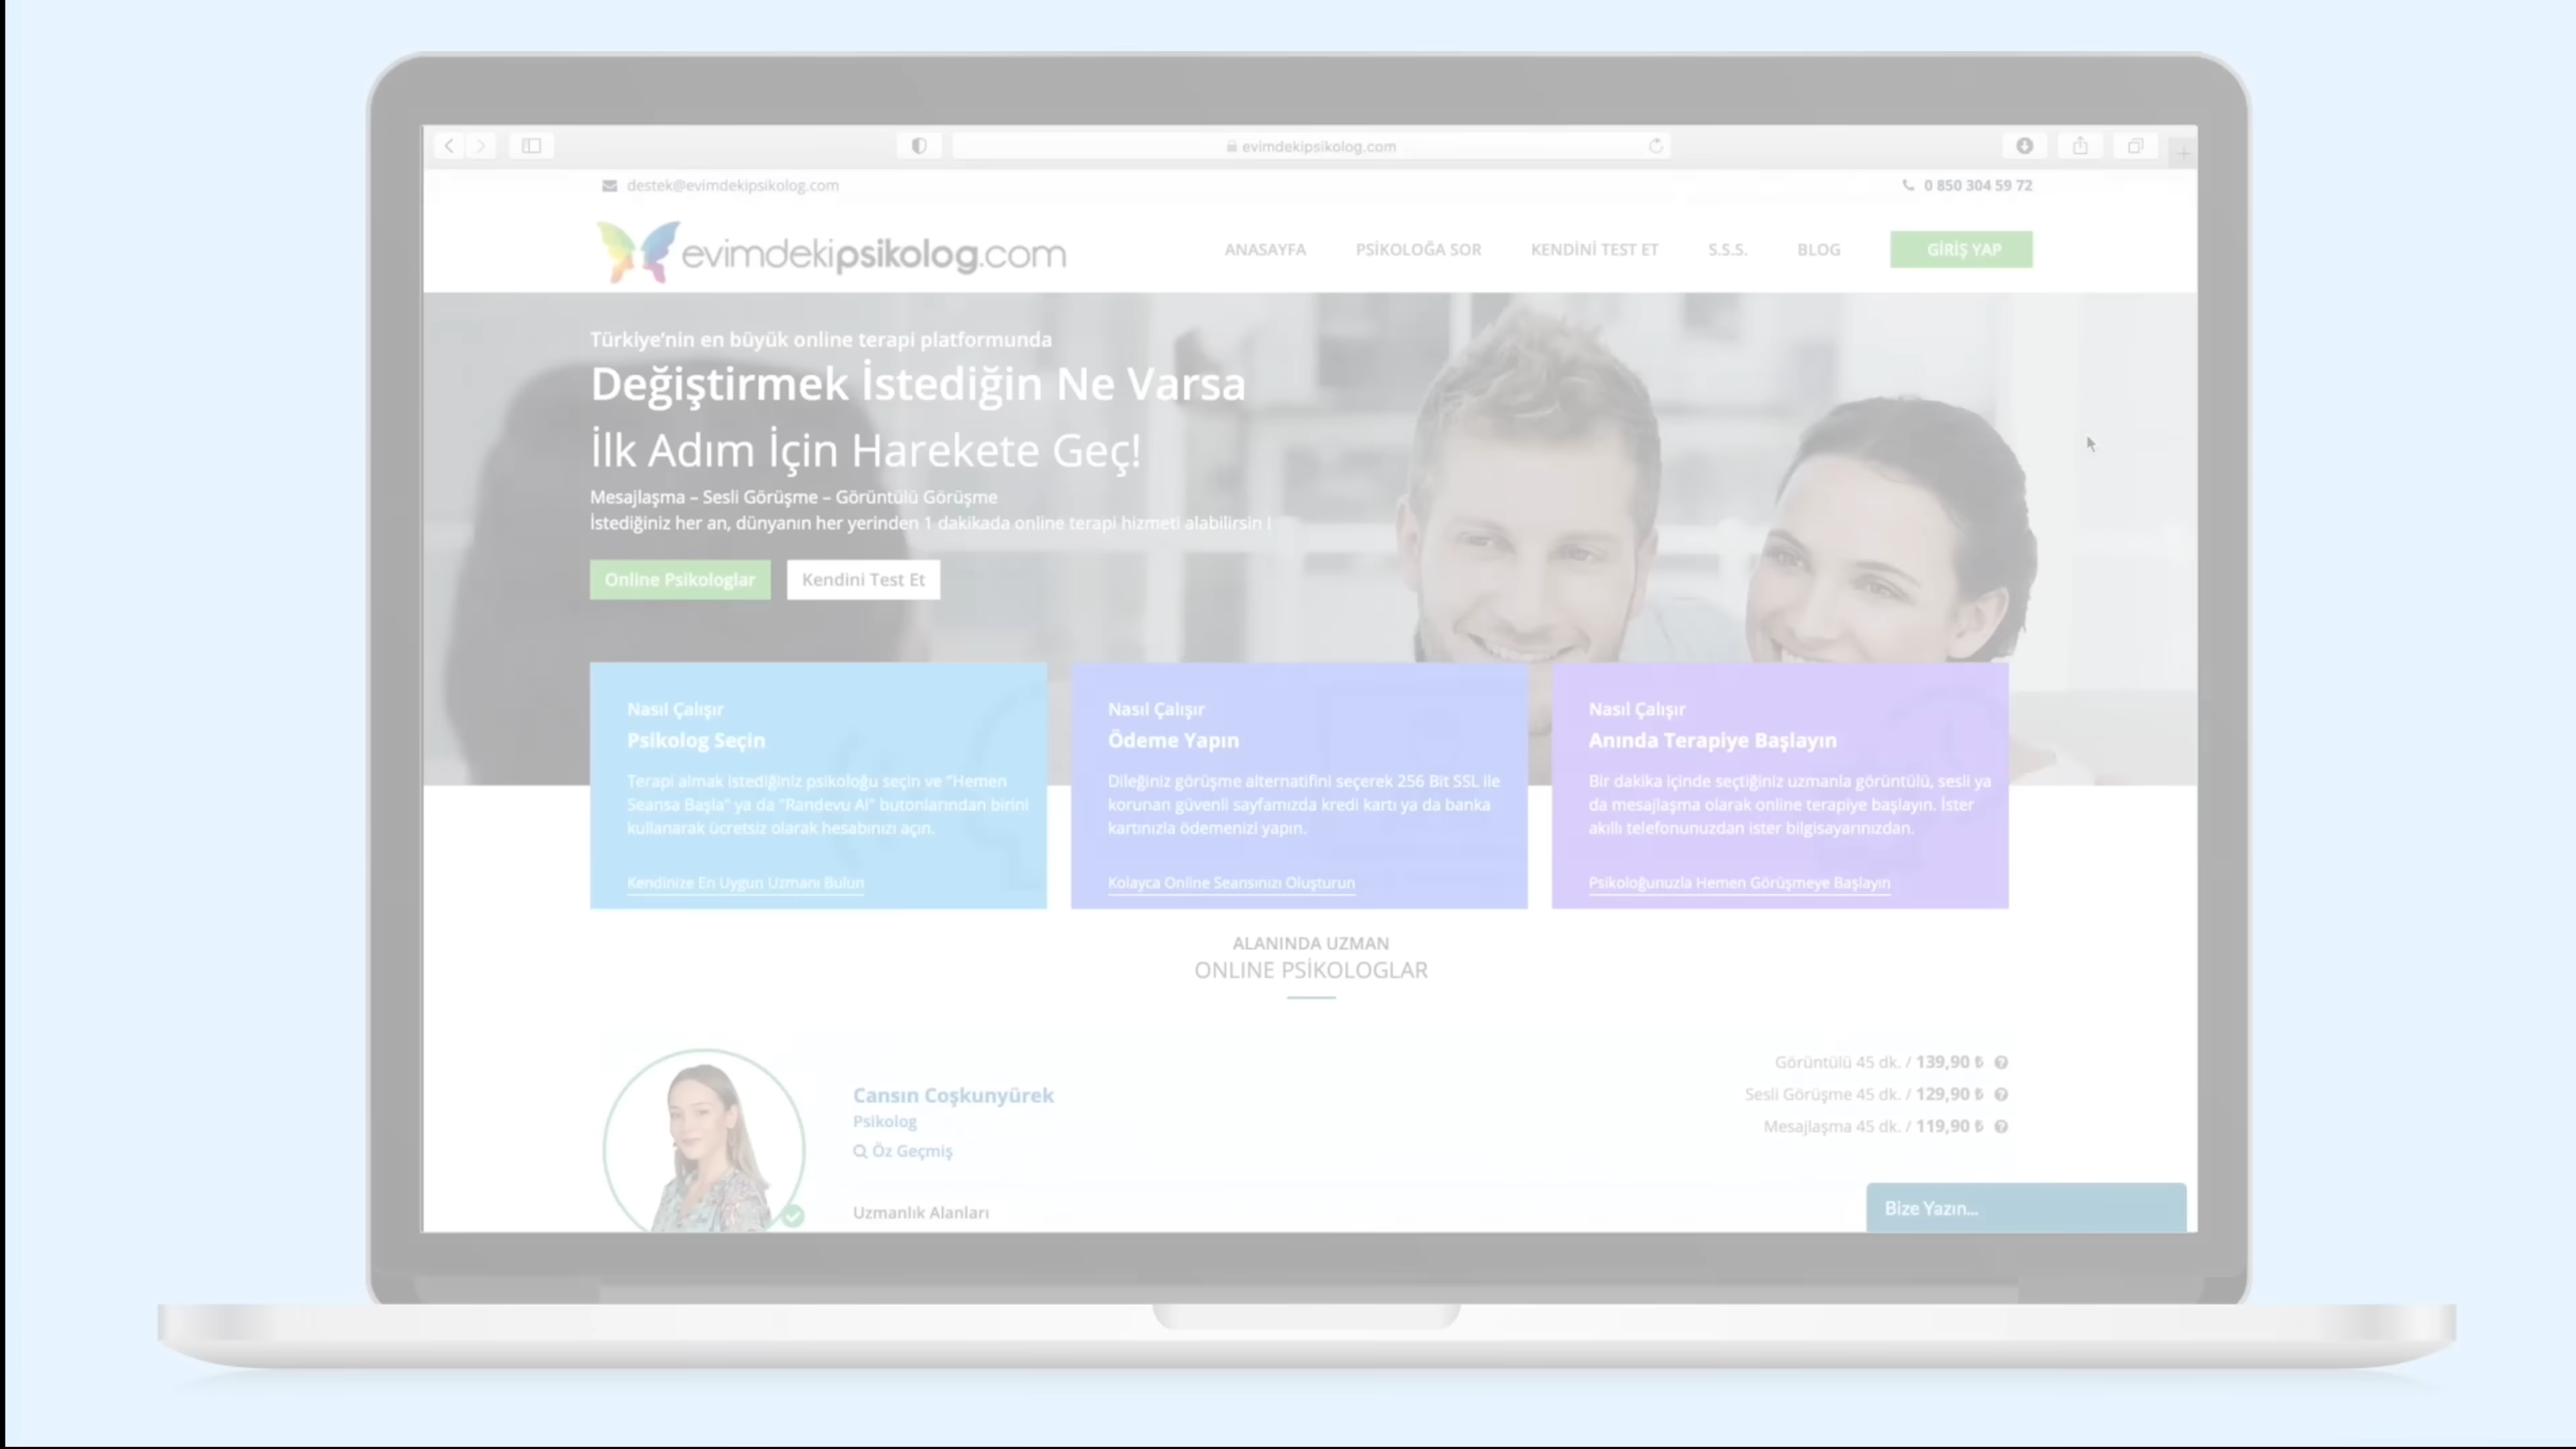 evimdekipsikolog.com
destek@evimdekipsikolog.com
0 850 304 59 72
evimdekipsikolog.com
ANASAYFA
PSİKOLOĞA SOR
KENDİNİ TEST ET
S.S.S.
BLOG
GİRİŞ YAP
Türkiye'nin en büyük online terapi platformunda
Değiştirmek İstediğin Ne Varsa
İlk Adım İçin Harekete Geç!
Mesajlaşma – Sesli Görüşme – Görüntülü Görüşme
İstediğiniz her an, dünyanın her yerinden 1 dakikada online terapi hizmeti alabilirsin !
Online Psikologlar
Kendini Test Et
Nasıl Çalışır
Psikolog Seçin
Terapi almak istediğiniz psikoloğu seçin ve "Hemen
Seansa Başla" ya da "Randevu Al" butonlarından birini
kullanarak ücretsiz olarak hesabınızı açın.
Kendinize En Uygun Uzmanı Bulun
Nasıl Çalışır
Ödeme Yapın
Dileğiniz görüşme alternatifini seçerek 256 Bit SSL ile
korunan güvenli sayfamızda kredi kartı ya da banka
kartınızla ödemenizi yapın.
Kolayca Online Seansınızı Oluşturun
Nasıl Çalışır
Anında Terapiye Başlayın
Bir dakika içinde seçtiğiniz uzmanla görüntülü, sesli ya
da mesajlaşma olarak online terapiye başlayın. İster
akıllı telefonunuzdan ister bilgisayarınızdan.
Psikoloğunuzla Hemen Görüşmeye Başlayın
ALANINDA UZMAN
ONLINE PSİKOLOGLAR
Cansın Coşkunyürek
Psikolog
Öz Geçmiş
Uzmanlık Alanları
Görüntülü 45 dk. / 139,90 ₺
Sesli Görüşme 45 dk. / 129,90 ₺
Mesajlaşma 45 dk. / 119,90 ₺
Bize Yazın...